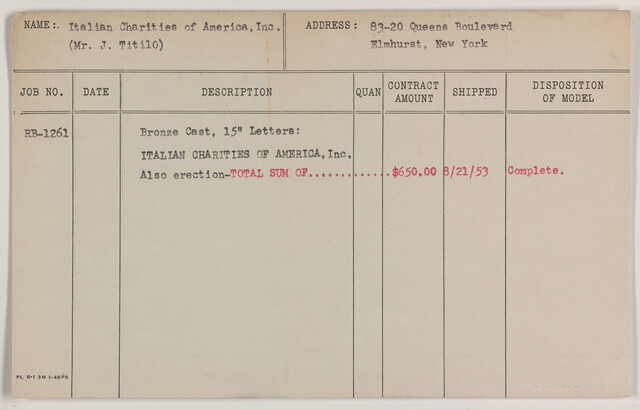 NAME: Italian Charities of America, Inc.
(Mr. J. Titilo)
ADDRESS: 83-20 Queens Boulevard
Elmhurst, New York
JOB NO. DATE DESCRIPTION QUAN CONTRACT AMOUNT SHIPPED DISPOSITION OF MODEL
RB-1261 Bronze Cast, 15" Letters:
ITALIAN CHARITIES OF AMERICA, Inc.
Also erection-TOTAL SUM OF............. $650.00 8/21/53 Complete.